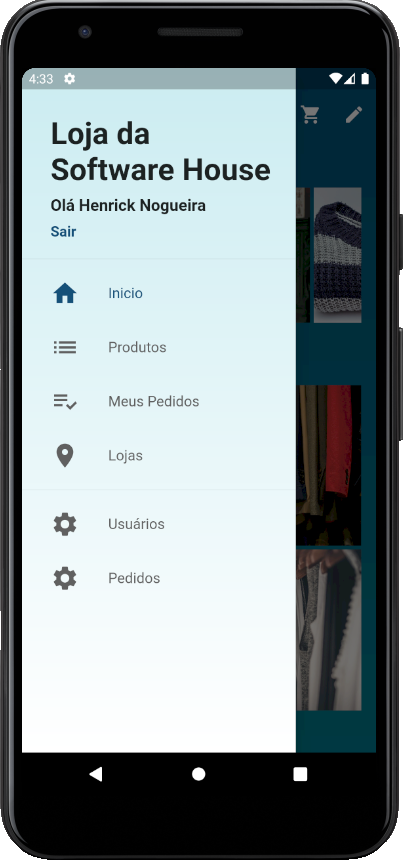 4:33
Loja da
Software House
Olá Henrick Nogueira
Sair
Inicio
Produtos
Meus Pedidos
Lojas
Usuários
Pedidos